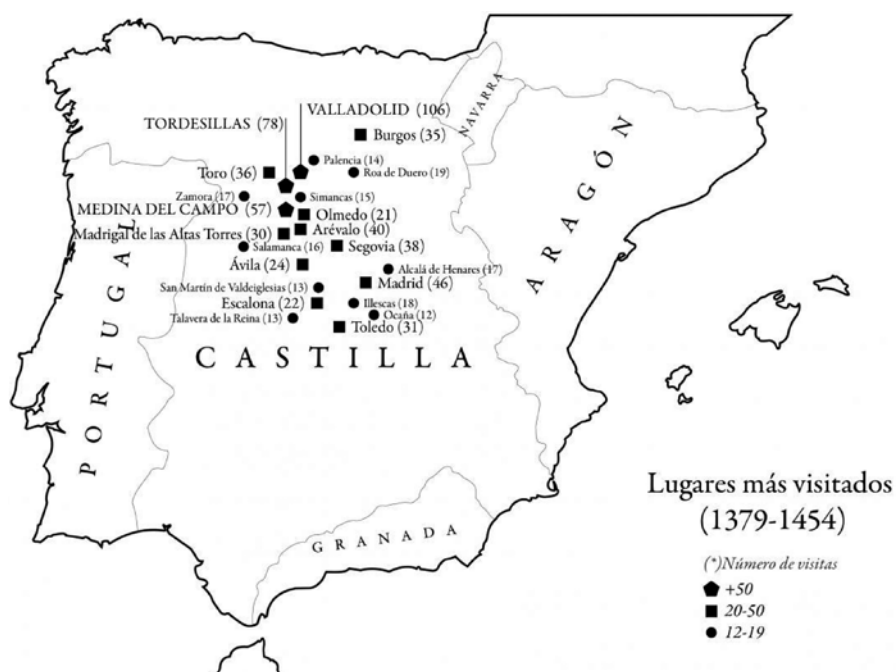 VALLADOLID (106)
TORDESILLAS (78)
Burgos (35)
NAVARRA
Palencia (14)
Toro (36)
Roa de Duero (19)
Zamora (17)
Simancas (15)
MEDINA DEL CAMPO (57)
Olmedo (21)
Arévalo (40)
Madrigal de las Altas Torres (30)
Salamanca (16)
Segovia (38)
Ávila (24)
Alcalá de Henares (17)
Madrid (46)
San Martín de Valdeiglesias (13)
Escalona (22)
Illescas (18)
Ocaña (12)
Talavera de la Reina (13)
Toledo (31)
ARAGÓN
PORTUGAL
CASTILLA
GRANADA
Lugares más visitados
(1379-1454)
(*)Número de visitas
+50
20-50
12-19